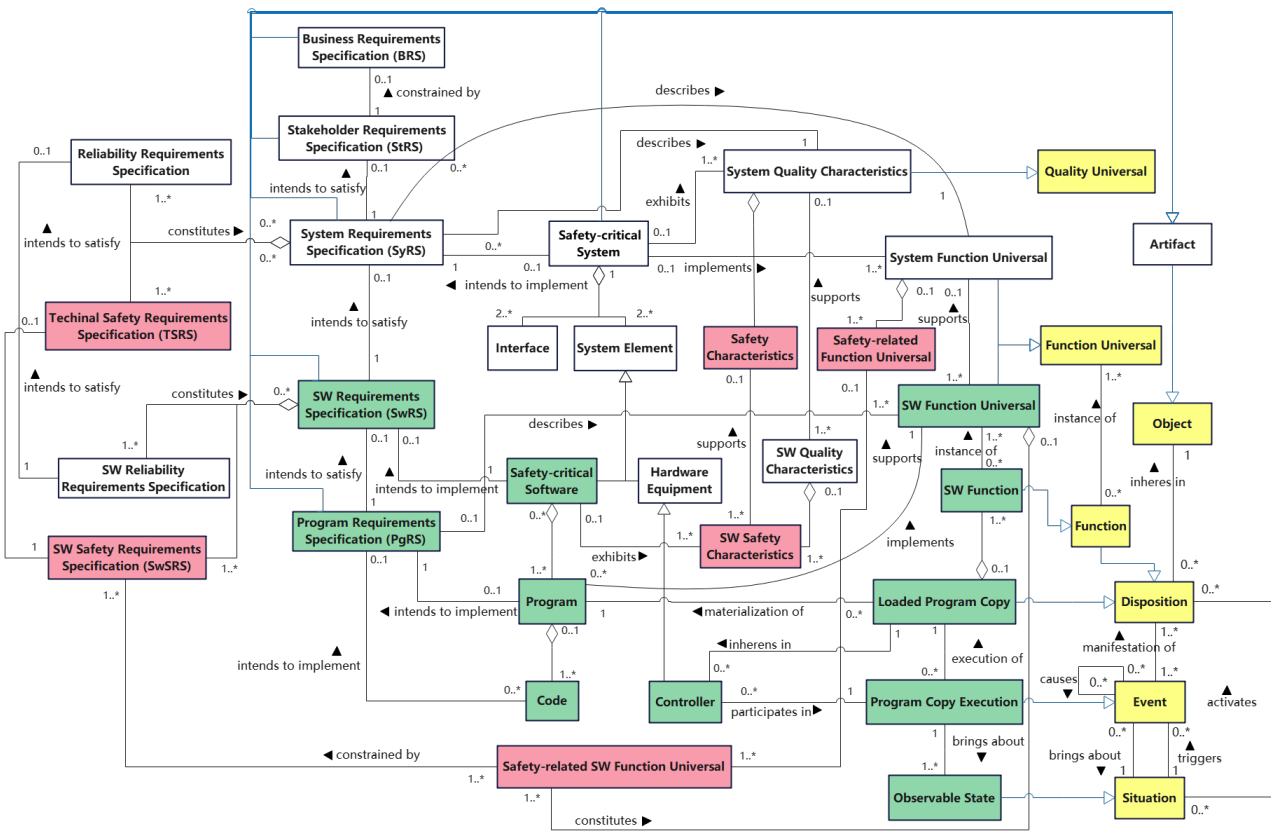 Business Requirements
Specification (BRS)
0..1
▲ constrained by
1
describes ►
Stakeholder Requirements
Specification (StRS)
0..1
0..*
▲
intends to satisfy
1
describes ►
1
1..*
▲
exhibits
System Quality Characteristics
0..1
Quality Universal
0..1
Reliability Requirements
Specification
1..*
▲
intends to satisfy
constitutes ►
0..*
0..*
System Requirements
Specification (SyRS)
0..1
0..*
1
0..1
◄ intends to implement
Safety-critical
System
0..1
0..1
1
implements ►
1
System Function Universal
1..*
0..1
0..1
Artifact
▲
supports
▲
supports
▲
intends to satisfy
1
1..*
0..1
Techinal Safety Requirements
Specification (TSRS)
▲
intends to satisfy
2..*
2..*
Interface
System Element
Safety
Characteristics
0..1
1..*
Safety-related
Function Universal
0..1
1..*
Function Universal
1..*
▲
instance of
constitutes ►
0..*
SW Requirements
Specification (SwRS)
0..1
0..1
1..*
SW Function Universal
1
1..*
0..1
Object
1
▲
inheres in
describes ►
▲
supports
1..*
▲
supports
▲
instance of
0..*
1..*
1
SW Reliability
Requirements Specification
▲
intends to satisfy
1
▲
intends to implement
1
Safety-critical
Software
0..*
0..1
Hardware
Equipment
SW Quality
Characteristics
0..1
SW Function
1..*
0..*
Function
Program Requirements
Specification (PgRS)
0..1
0..1
1
1
SW Safety Requirements
Specification (SwSRS)
1
1..*
1..*
exhibits ►
1..*
1
SW Safety
Characteristics
1..*
▲
implements
1..*
0..*
0..1
Program
1
0..1
◄ intends to implement
◄ materialization of
0..*
Loaded Program Copy
1
1
0..*
Disposition
0..*
1..*
▲
manifestation of
1..*
▲
intends to implement
0..*
1..*
Code
◄ inherens in
0..*
Controller
0..*
participates in ►
1
▲
execution of
0..*
Program Copy Execution
1
causes
▼
0..*
0..*
Event
0..*
0..*
▲
activates
◄ constrained by
1..*
Safety-related SW Function Universal
1..*
1..*
brings about
▼
1..*
Observable State
brings about
▼
1
1
▲
triggers
Situation
0..*
constitutes ►